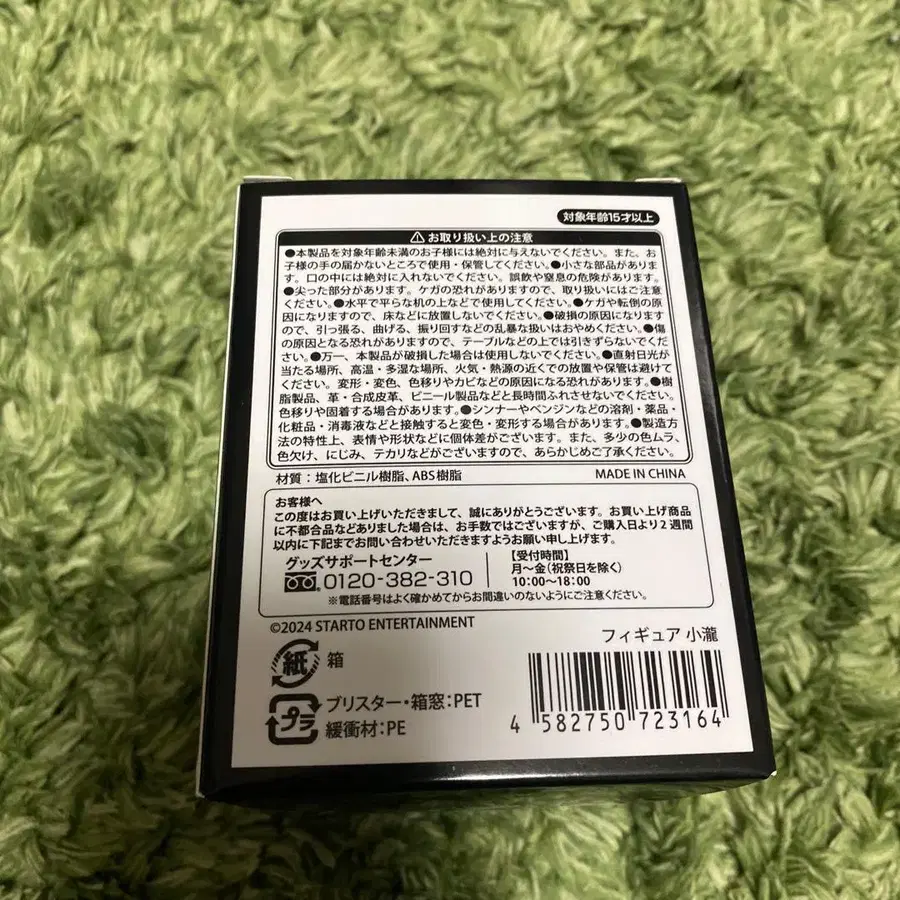 対象年齢15才以上
お取り扱い上の注意
●本製品を対象年齢未満のお子様には絶対に与えないでください。また、お
子様の手の届かないところで使用・保管してください。●小さな部品がありま
す。口の中には絶対に入れないでください。誤飲や窒息の危険があります。
●尖った部分があります。ケガの恐れがありますので、取り扱いにはご注意
ください。●水平で平らな机の上などで使用してください。●ケガや転倒の原
因になりますので、床などに放置しないでください。●破損の原因になります
ので、引っ張る、曲げる、振り回すなどの乱暴な扱いはおやめください。●傷
の原因となる恐れがありますので、テーブルなどの上では引きずらないでくだ
さい。●万一、本製品が破損した場合は使用しないでください。●直射日光が
当たる場所、高温・多湿な場所、火気・熱源の近くでの放置や保管は避けて
ください。変形・変色、色移りやカビなどの原因になる恐れがあります。●樹
脂製品、革・合成皮革、ビニール製品などと長時間ふれさせないでください。
色移りや固着する場合があります。●シンナーやベンジンなどの溶剤・薬品・
化粧品・消毒液などと接触すると変色・変形する場合があります。●製造方
法の特性上、表情や形状などに個体差がございます。また、多少の色ムラ、
色欠け、にじみ、テカリなどがございますので、あらかじめご了承ください。
材質：塩化ビニル樹脂、ABS樹脂 MADE IN CHINA
お客様へ
この度はお買い上げいただきまして、誠にありがとうございます。お買い上げ商品
に不都合品などありました場合は、お手数ではございますが、ご購入日より2週間
以内に下記までお問い合わせいただきますようお願い申し上げます。
グッズサポートセンター
0120-382-310
【受付時間】
月〜金(祝祭日を除く)
10:00〜18:00
※電話番号はよく確かめてからお間違いのないようにご注意ください。
©2024 STARTO ENTERTAINMENT
フィギュア 小瀧
紙 箱
プラ ブリスター・箱窓:PET
緩衝材:PE
4 582750 723164